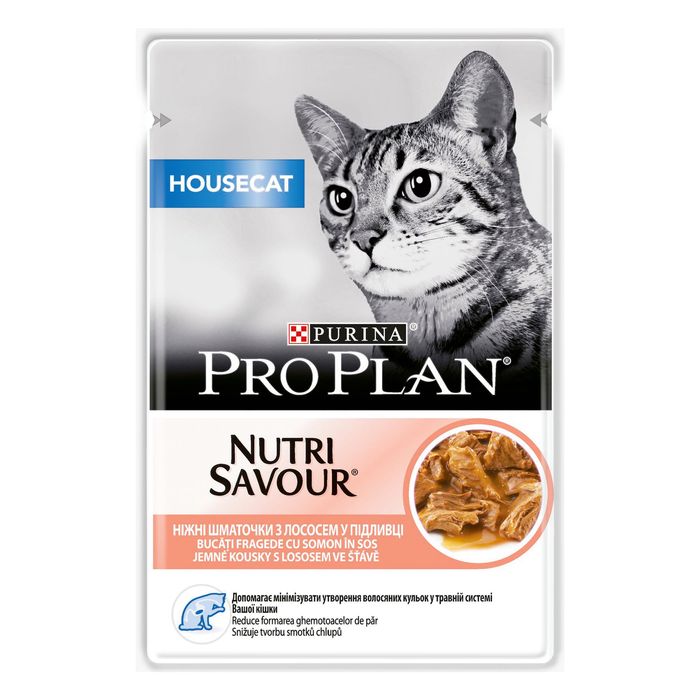 HOUSECAT
PURINA®
PRO PLAN®
NUTRI
SAVOUR®
НІЖНІ ШМАТОЧКИ З ЛОСОСЕМ У ПІДЛИВЦІ
BUCĂȚI FRAGEDE CU SOMON ÎN SOS
JEMNÉ KOUSKY S LOSOSEM VE ŠŤÁVĚ
Допомагає мінімізувати утворення волосяних кульок у травній системі
Вашої кішки
Reduce formarea ghemotoacelor de păr
Snižuje tvorbu smotků chlupů